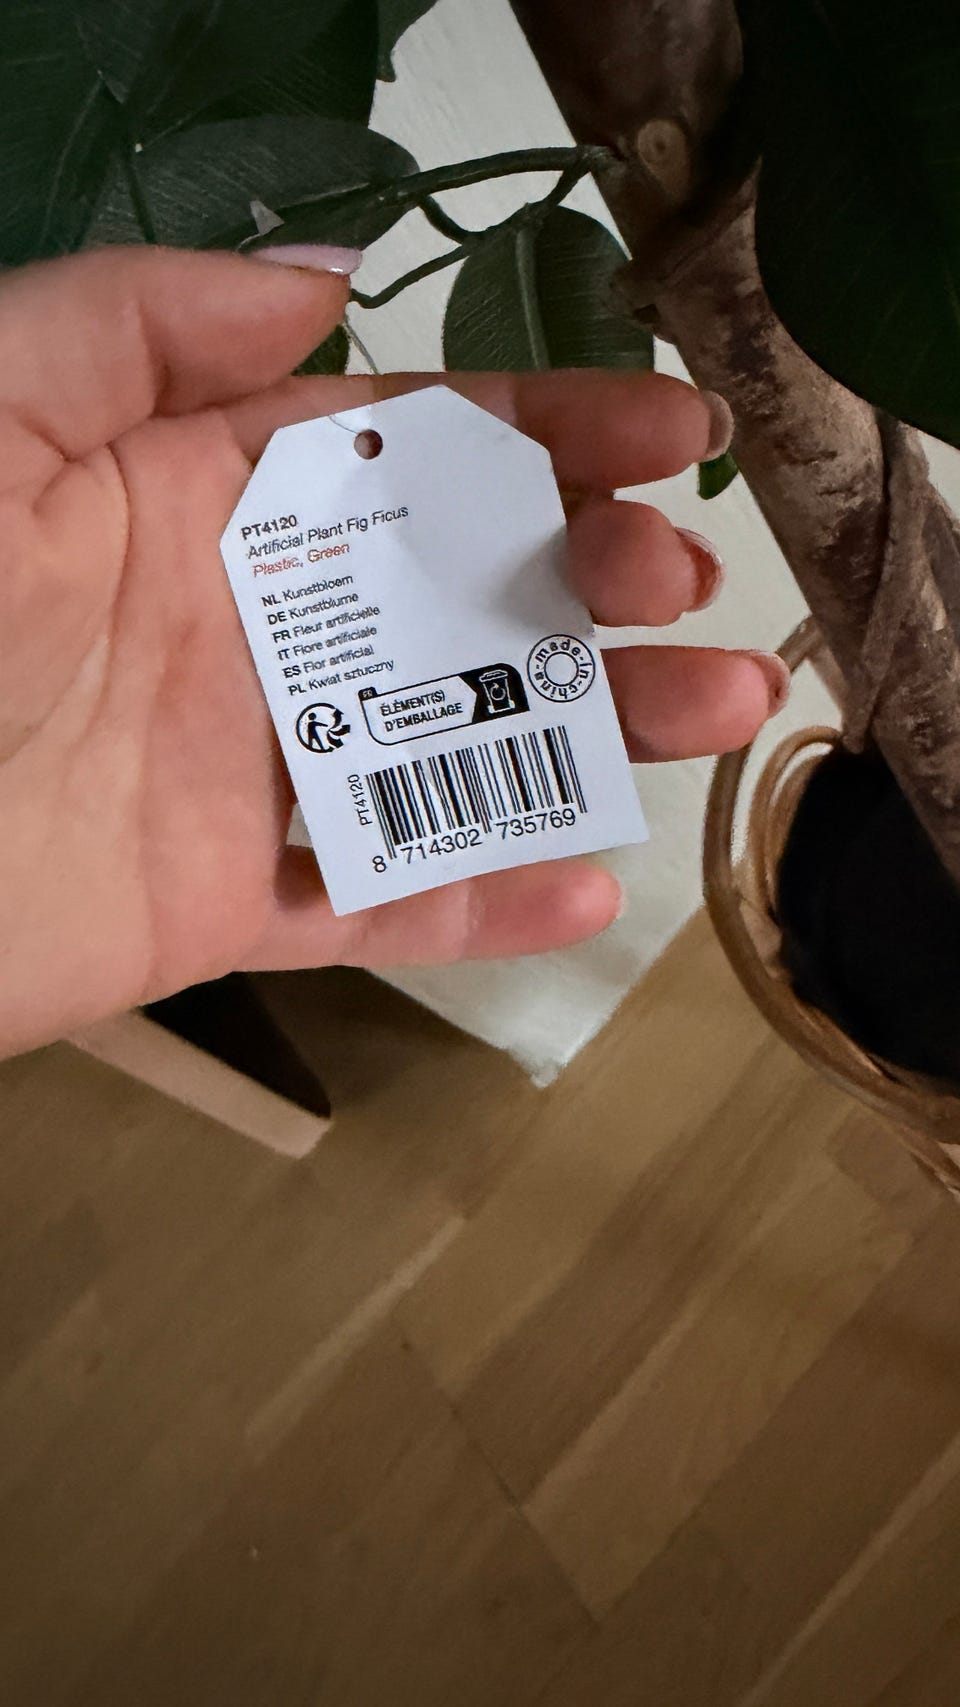 PT4120
Artificial Plant Fig Ficus
Plastic, Green
NL Kunstbloem
DE Kunstblume
FR Fleur artificielle
IT Fiore artificiale
ES Flor artificial
PL Kwiat sztuczny
FR
ÉLÉMENT(S)
D'EMBALLAGE
made-in-china
PT4120
8 714302 735769